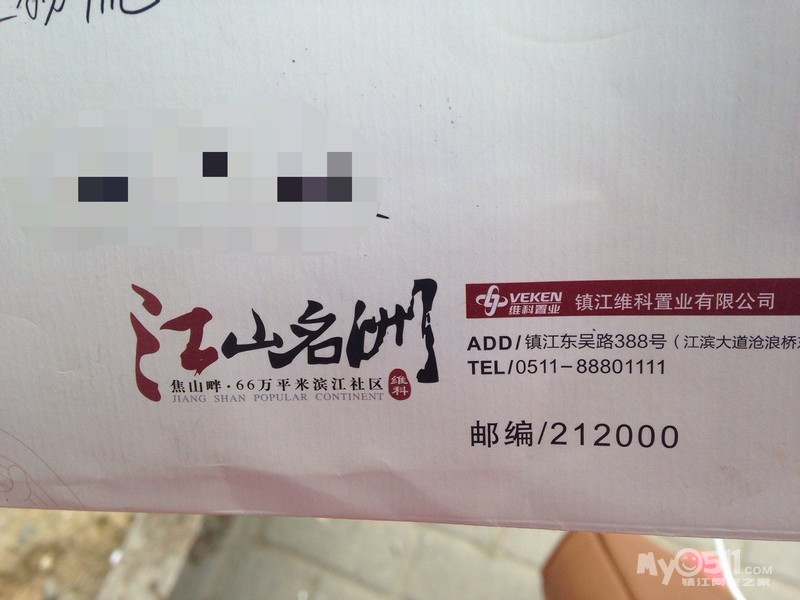 江山名洲
焦山畔·66万平米滨江社区
维科
JIANG SHAN POPULAR CONTINENT
VEKEN
维科置业
镇江维科置业有限公司
ADD/镇江东吴路388号（江滨大道沧浪桥
TEL/0511-88801111
邮编/212000
MY0511.COM